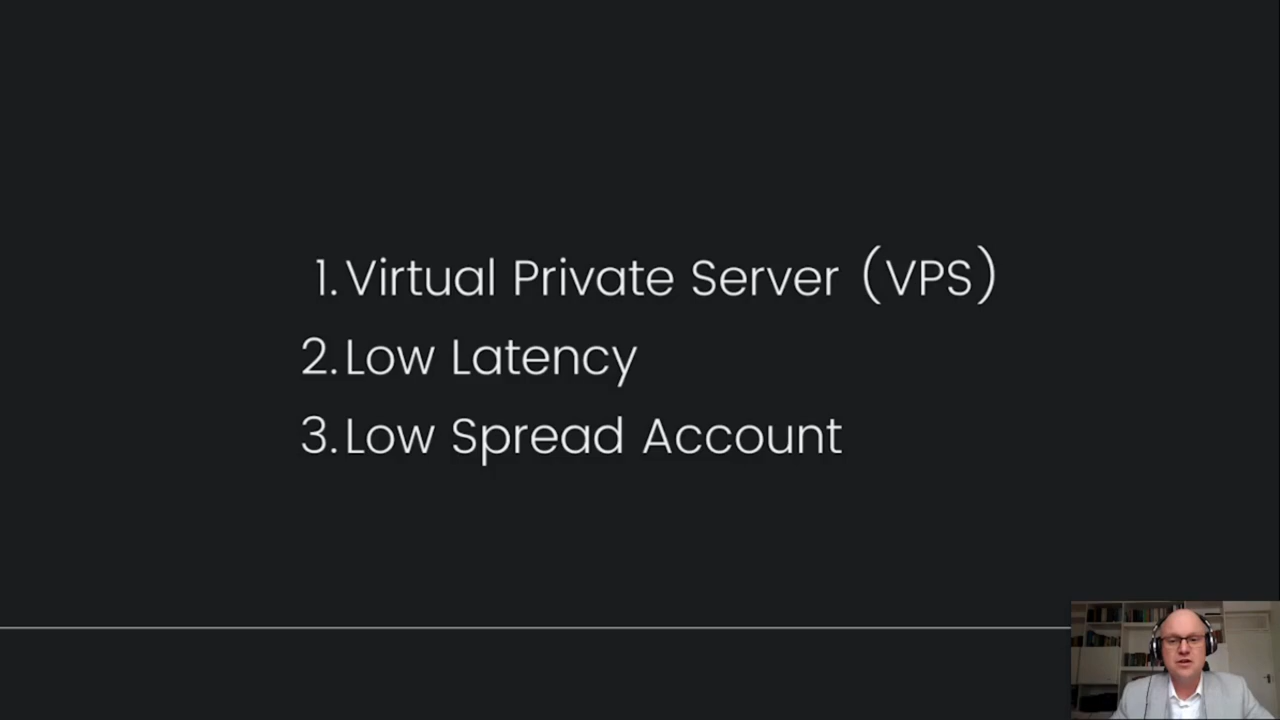 1. Virtual Private Server (VPS)
2. Low Latency
3. Low Spread Account